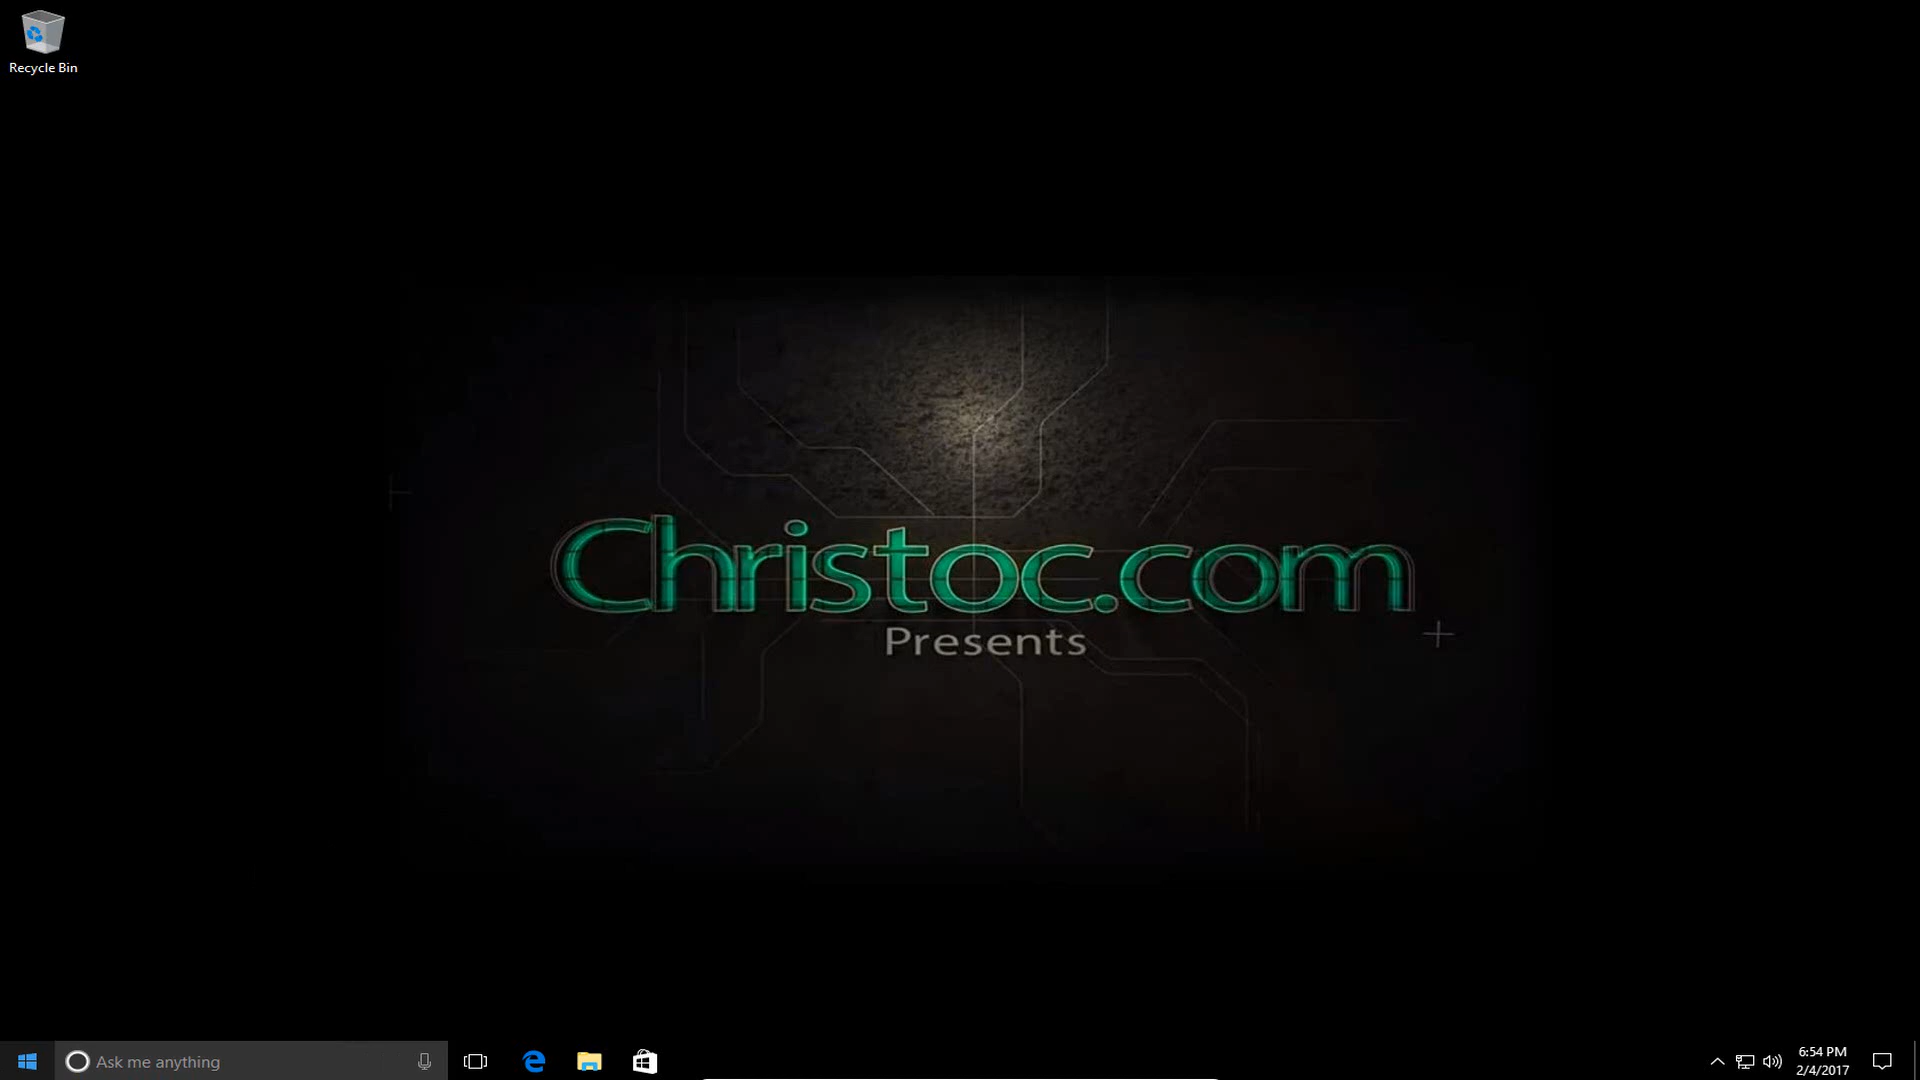 Recycle Bin
Christoc.com
Presents
Ask me anything
6:54 PM
2/4/2017